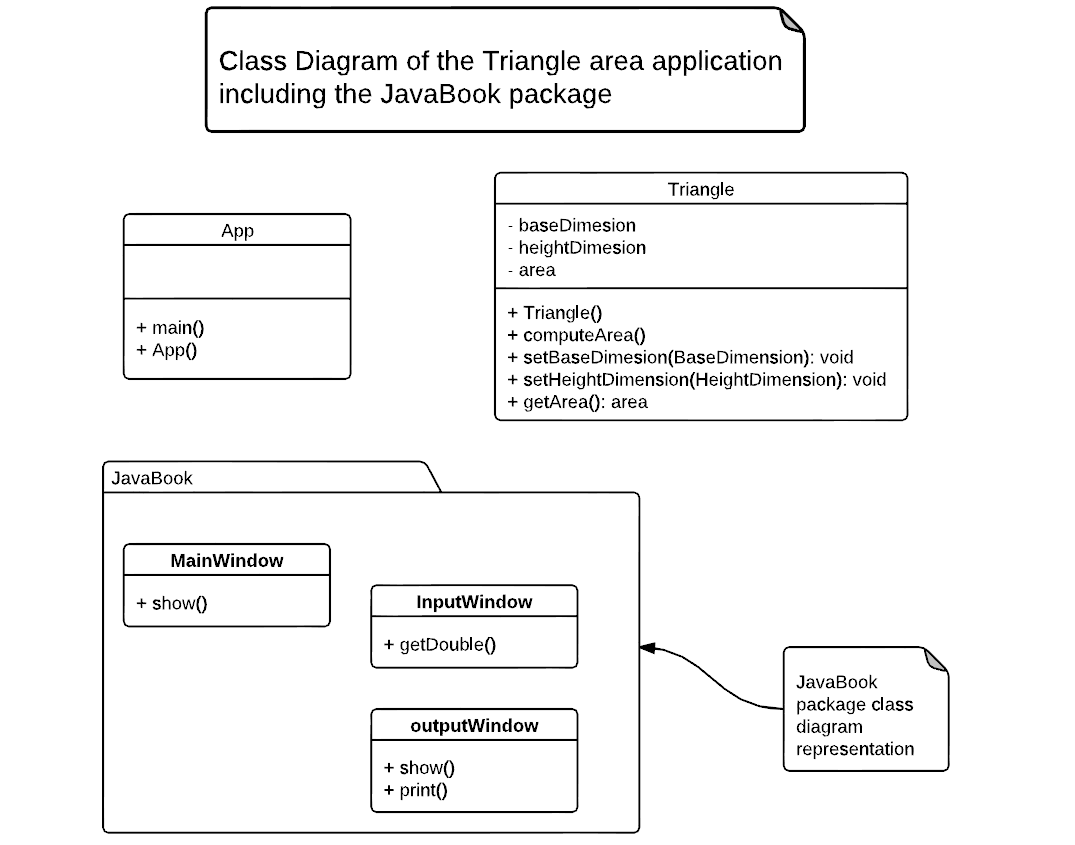 Class Diagram of the Triangle area application
including the JavaBook package
App
+ main()
+ App()
Triangle
- baseDimesion
- heightDimesion
- area
+ Triangle()
+ computeArea()
+ setBaseDimesion(BaseDimension): void
+ setHeightDimension(HeightDimension): void
+ getArea(): area
JavaBook
MainWindow
+ show()
InputWindow
+ getDouble()
outputWindow
+ show()
+ print()
JavaBook
package class
diagram
representation